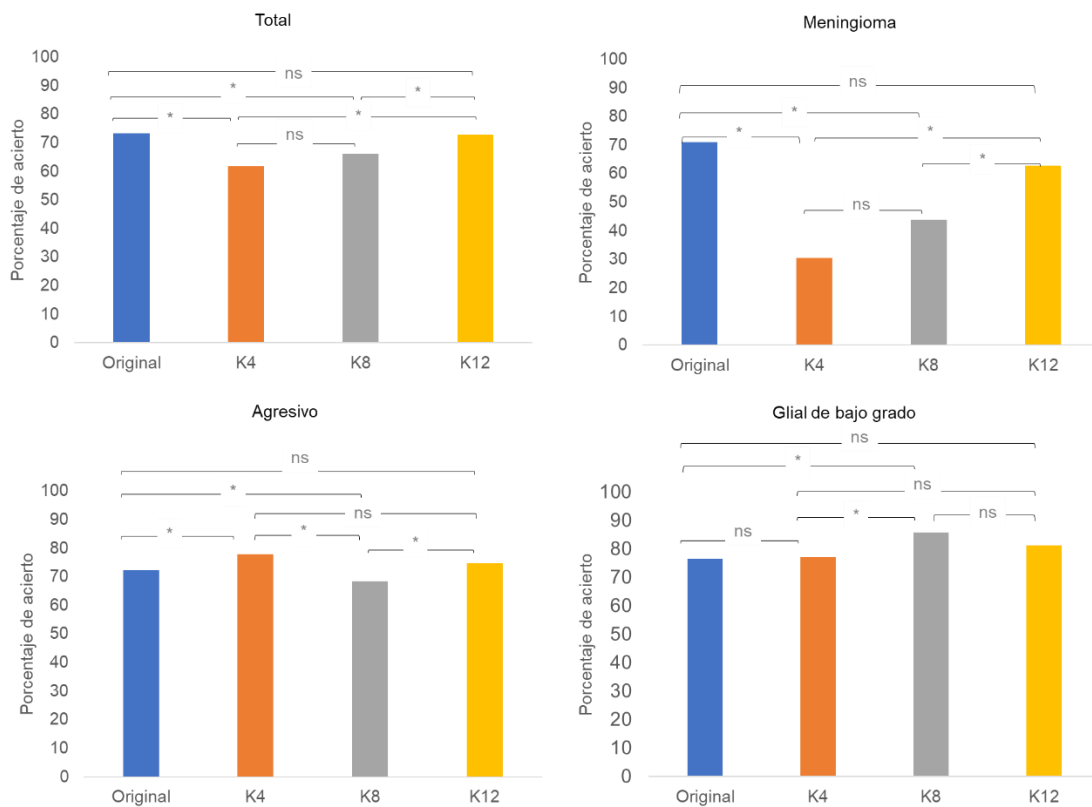 Total
ns
*
*
*
*
ns
100
90
80
70
60
50
40
30
20
10
0
Porcentaje de acierto
Original K4 K8 K12
Meningioma
ns
*
*
*
*
ns
100
90
80
70
60
50
40
30
20
10
0
Porcentaje de acierto
Original K4 K8 K12
Agresivo
ns
*
ns
*
*
*
100
90
80
70
60
50
40
30
20
10
0
Porcentaje de acierto
Original K4 K8 K12
Glial de bajo grado
ns
*
ns
*
ns
ns
100
90
80
70
60
50
40
30
20
10
0
Porcentaje de acierto
Original K4 K8 K12